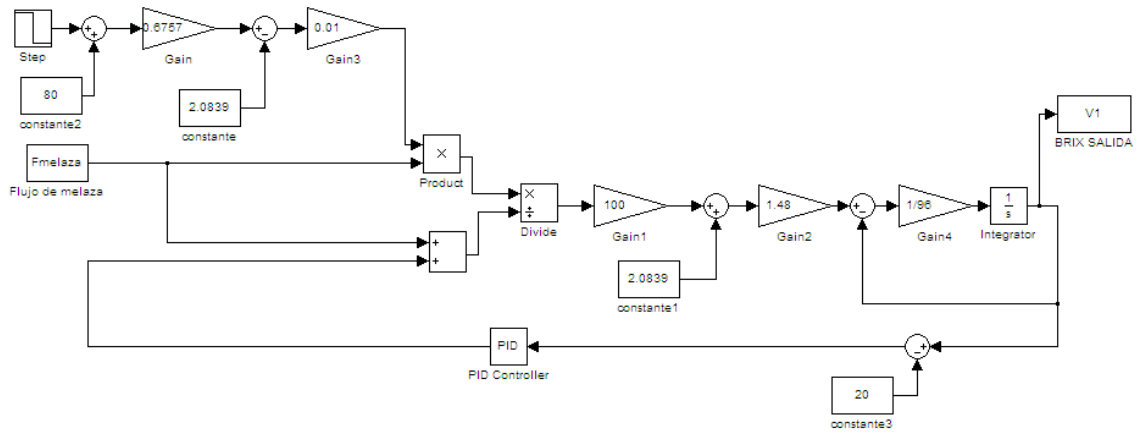 Step
+
+
0.6757
Gain
+
−
0.01
Gain3
80
constante2
2.0839
constante
V1
BRIX SALIDA
Fmelaza
Flujo de melaza
×
Product
×
÷
Divide
100
Gain1
+
+
1.48
Gain2
+
−
1/96
Gain4
1
s
Integrator
+
+
2.0839
constante1
PID
PID Controller
−
+
20
constante3